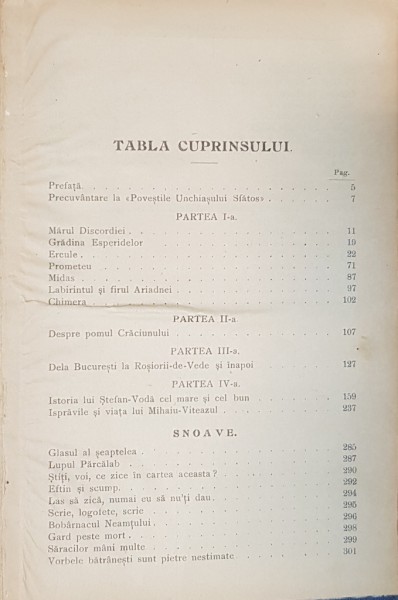 TABLA CUPRINSULUI.
Pag.
Prefață. 5
Precuvântare la «Poveștile Unchiașului Sfătos» . 7
PARTEA I-a.
Mărul Discordiei . 11
Grădina Esperidelor 19
Ercule . 22
Prometeu 71
Midas . 87
Labirintul și firul Ariadnei . 97
Chimera . 102
PARTEA II-a.
Despre pomul Crăciunului . 107
PARTEA III-a.
Dela București la Roșiorii-de-Vede și înapoi 127
PARTEA IV-a.
Istoria lui Ștefan-Vodă cel mare și cel bun 159
Isprăvile și viața lui Mihaiu-Viteazul . 237
SNOAVE.
Glasul al șeaptelea . 285
Lupul Părcălab . 287
Știți, voi, ce zice în cartea aceasta? . 290
Eftin și scump. 292
Las să zică, numai eu să nu'ți dau. 294
Scrie, logofete, scrie . 295
Bobârnacul Neamțului. 296
Gard peste mort . 298
Săracilor mâni multe . 299
Vorbele bătrânești sunt pietre nestimate . 301